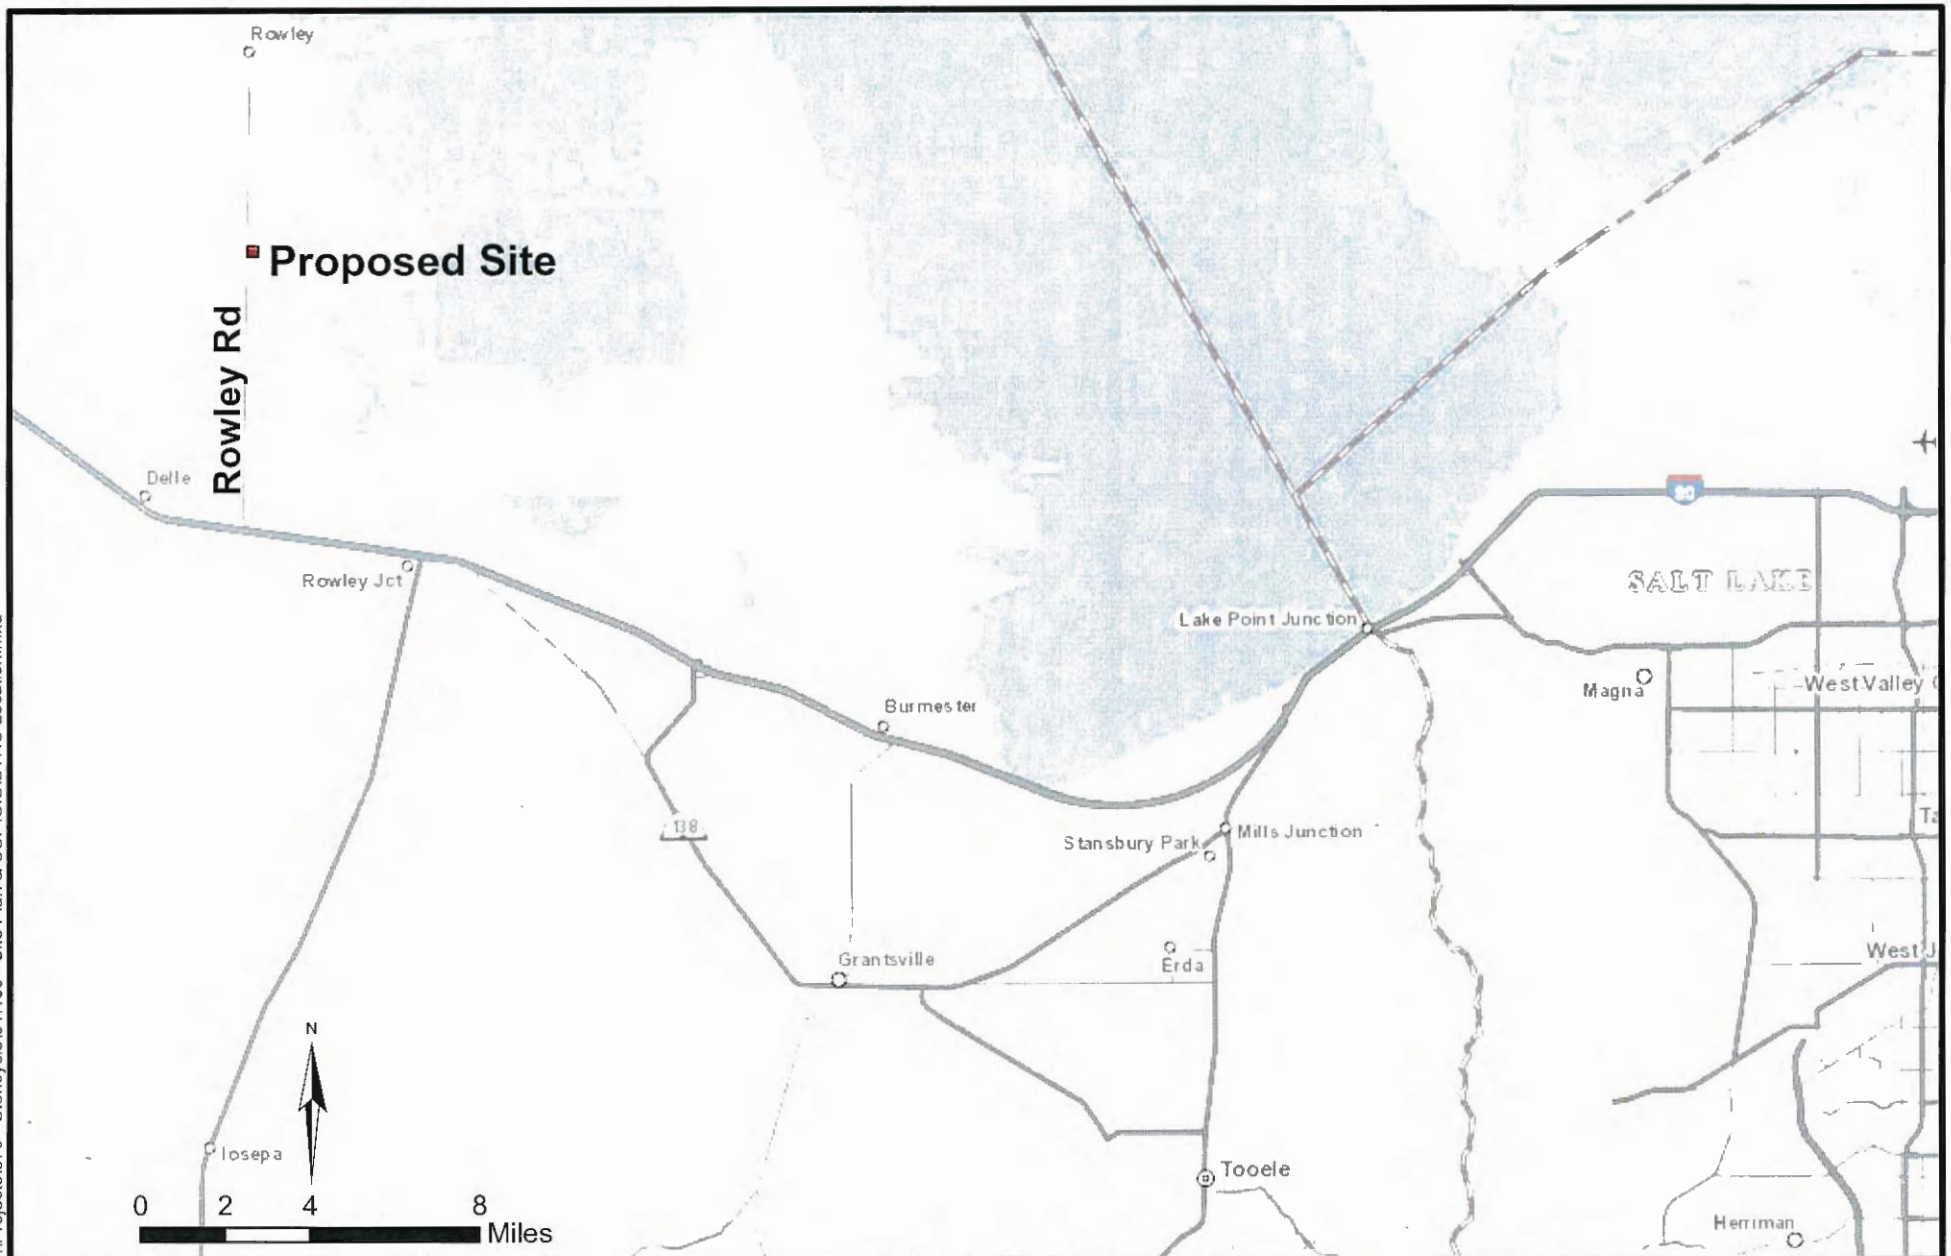 Rowley
Proposed Site
Rowley Rd
Delle
Rowley Jct
80
SALT LAKE
Lake Point Junction
Magna
West Valley
Burmester
138
Stansbury Park
Mills Junction
Grantsville
Erda
West J
N
Iosepa
Tooele
0 2 4 8
Miles
Herriman